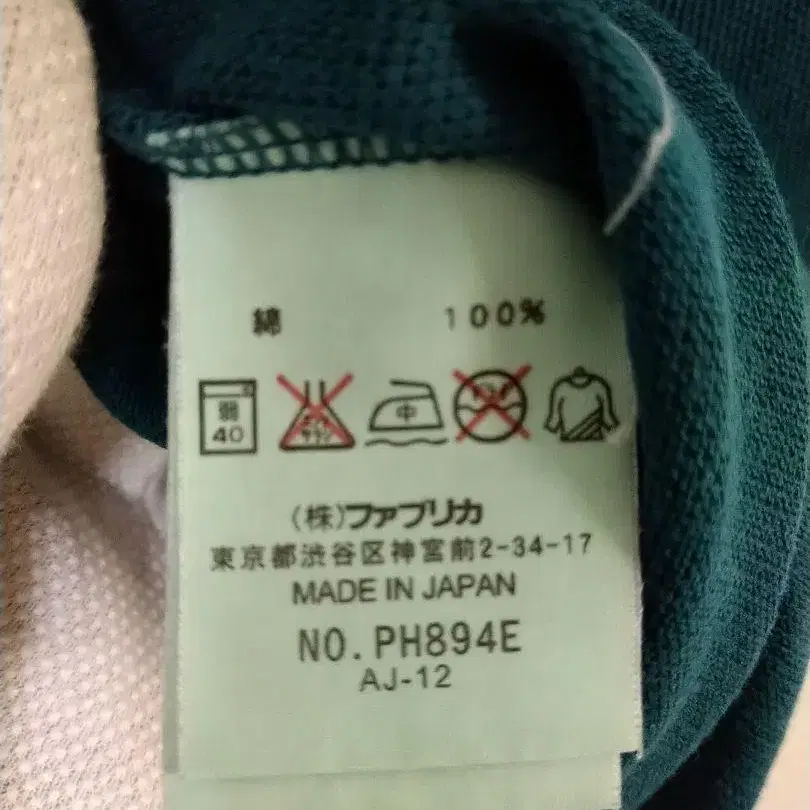 綿 100%
弱 40 中
(株)ファブリカ
東京都渋谷区神宮前2-34-17
MADE IN JAPAN
NO. PH894E
AJ-12